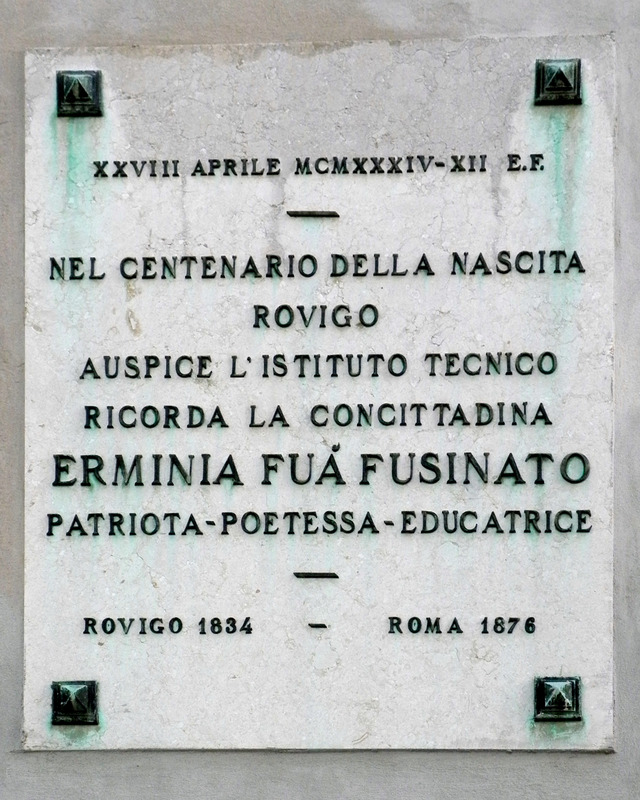 XXVIII APRILE MCMXXXIV-XII E.F.
NEL CENTENARIO DELLA NASCITA
ROVIGO
AUSPICE L'ISTITUTO TECNICO
RICORDA LA CONCITTADINA
ERMINIA FUÁ FUSINATO
PATRIOTA-POETESSA-EDUCATRICE
ROVIGO 1834 — ROMA 1876